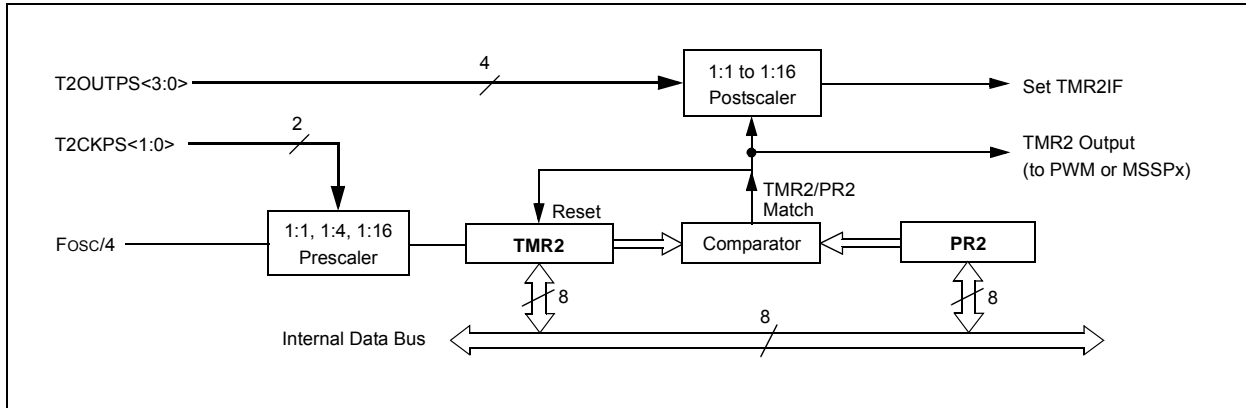 T2OUTPS<3:0>
4
1:1 to 1:16
Postscaler
Set TMR2IF
T2CKPS<1:0>
2
TMR2 Output
(to PWM or MSSPx)
TMR2/PR2
Match
Reset
FOSC/4
1:1, 1:4, 1:16
Prescaler
TMR2
Comparator
PR2
8
8
Internal Data Bus
8